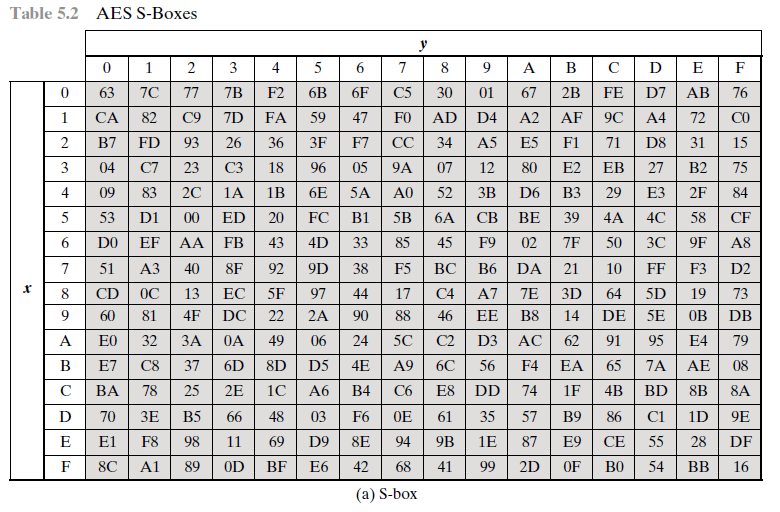 Table 5.2 AES S-Boxes
y
0 1 2 3 4 5 6 7 8 9 A B C D E F
0 63 7C 77 7B F2 6B 6F C5 30 01 67 2B FE D7 AB 76
1 CA 82 C9 7D FA 59 47 F0 AD D4 A2 AF 9C A4 72 C0
2 B7 FD 93 26 36 3F F7 CC 34 A5 E5 F1 71 D8 31 15
3 04 C7 23 C3 18 96 05 9A 07 12 80 E2 EB 27 B2 75
4 09 83 2C 1A 1B 6E 5A A0 52 3B D6 B3 29 E3 2F 84
5 53 D1 00 ED 20 FC B1 5B 6A CB BE 39 4A 4C 58 CF
6 D0 EF AA FB 43 4D 33 85 45 F9 02 7F 50 3C 9F A8
7 51 A3 40 8F 92 9D 38 F5 BC B6 DA 21 10 FF F3 D2
x
8 CD 0C 13 EC 5F 97 44 17 C4 A7 7E 3D 64 5D 19 73
9 60 81 4F DC 22 2A 90 88 46 EE B8 14 DE 5E 0B DB
A E0 32 3A 0A 49 06 24 5C C2 D3 AC 62 91 95 E4 79
B E7 C8 37 6D 8D D5 4E A9 6C 56 F4 EA 65 7A AE 08
C BA 78 25 2E 1C A6 B4 C6 E8 DD 74 1F 4B BD 8B 8A
D 70 3E B5 66 48 03 F6 0E 61 35 57 B9 86 C1 1D 9E
E E1 F8 98 11 69 D9 8E 94 9B 1E 87 E9 CE 55 28 DF
F 8C A1 89 0D BF E6 42 68 41 99 2D 0F B0 54 BB 16
(a) S-box